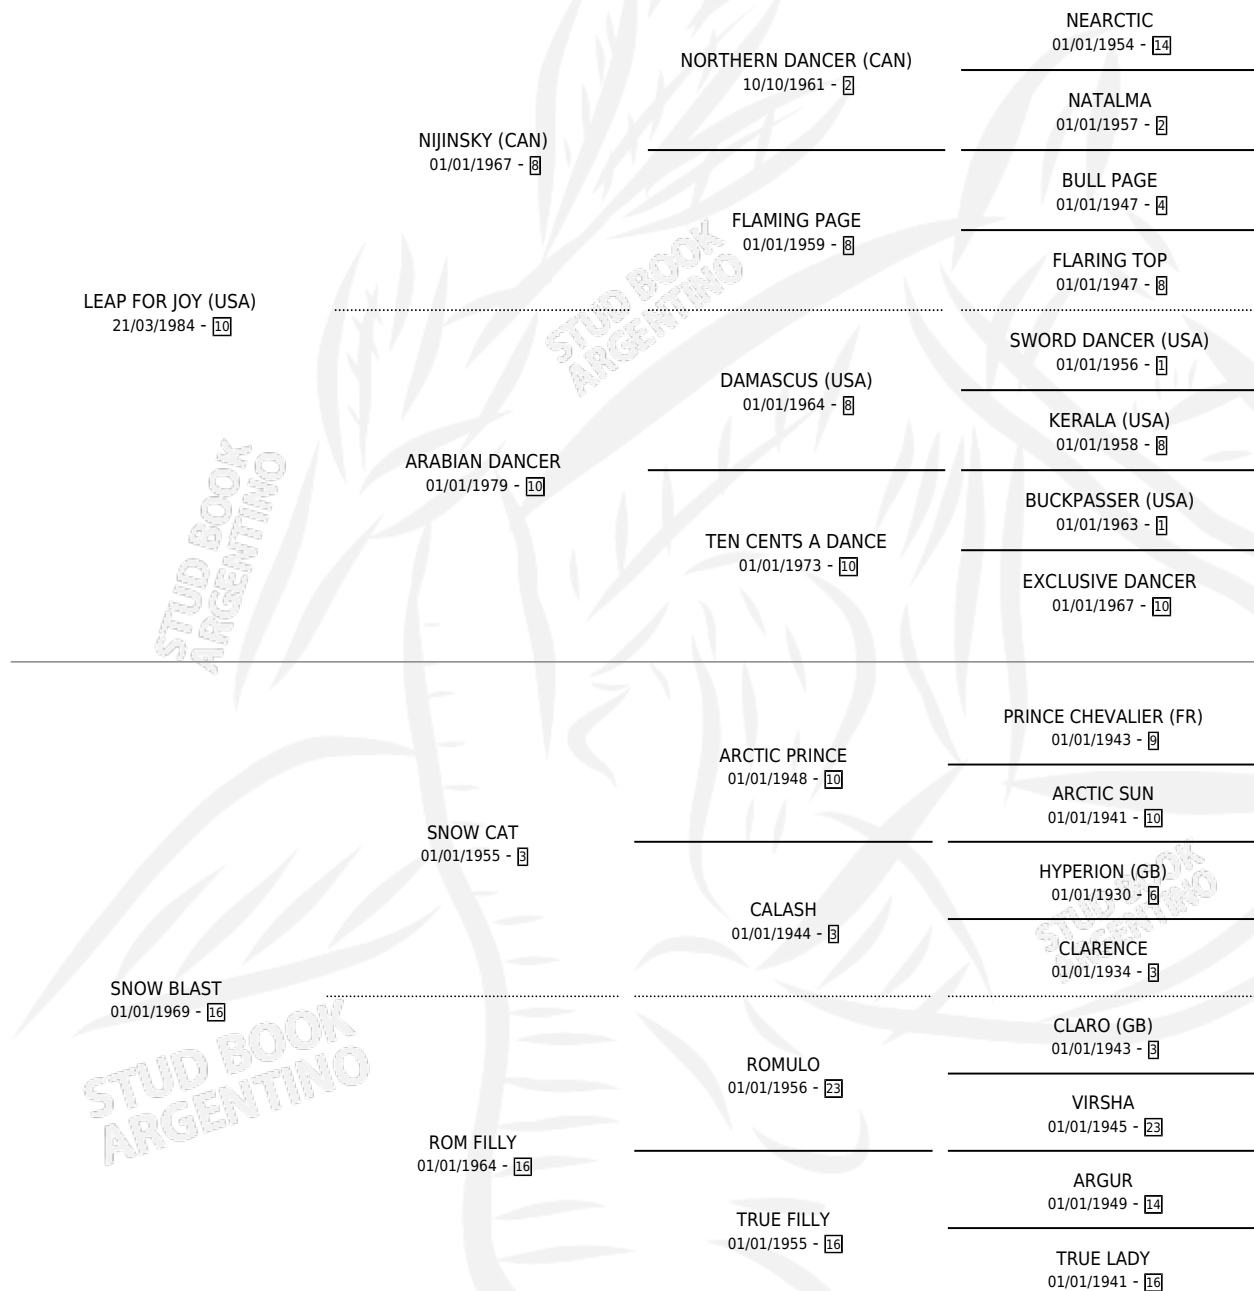 NEARCTIC
01/01/1954 - 14
NORTHERN DANCER (CAN)
10/10/1961 - 2
NATALMA
01/01/1957 - 2
NIJINSKY (CAN)
01/01/1967 - 8
BULL PAGE
01/01/1947 - 4
FLAMING PAGE
01/01/1959 - 8
FLARING TOP
01/01/1947 - 8
LEAP FOR JOY (USA)
21/03/1984 - 10
STUD BOOK
ARGENTINO
SWORD DANCER (USA)
01/01/1956 - 1
DAMASCUS (USA)
01/01/1964 - 8
KERALA (USA)
01/01/1958 - 8
ARABIAN DANCER
01/01/1979 - 10
STUD BOOK
ARGENTINO
BUCKPASSER (USA)
01/01/1963 - 1
TEN CENTS A DANCE
01/01/1973 - 10
EXCLUSIVE DANCER
01/01/1967 - 10
PRINCE CHEVALIER (FR)
01/01/1943 - 9
ARCTIC PRINCE
01/01/1948 - 10
ARCTIC SUN
01/01/1941 - 10
SNOW CAT
01/01/1955 - 3
HYPERION (GB)
01/01/1930 - 6
STUD BOOK
ARGENTINO
CALASH
01/01/1944 - 3
CLARENCE
01/01/1934 - 3
SNOW BLAST
01/01/1969 - 16
STUD BOOK
ARGENTINO
CLARO (GB)
01/01/1943 - 3
ROMULO
01/01/1956 - 23
VIRSHA
01/01/1945 - 23
ROM FILLY
01/01/1964 - 16
ARGUR
01/01/1949 - 14
TRUE FILLY
01/01/1955 - 16
TRUE LADY
01/01/1941 - 16